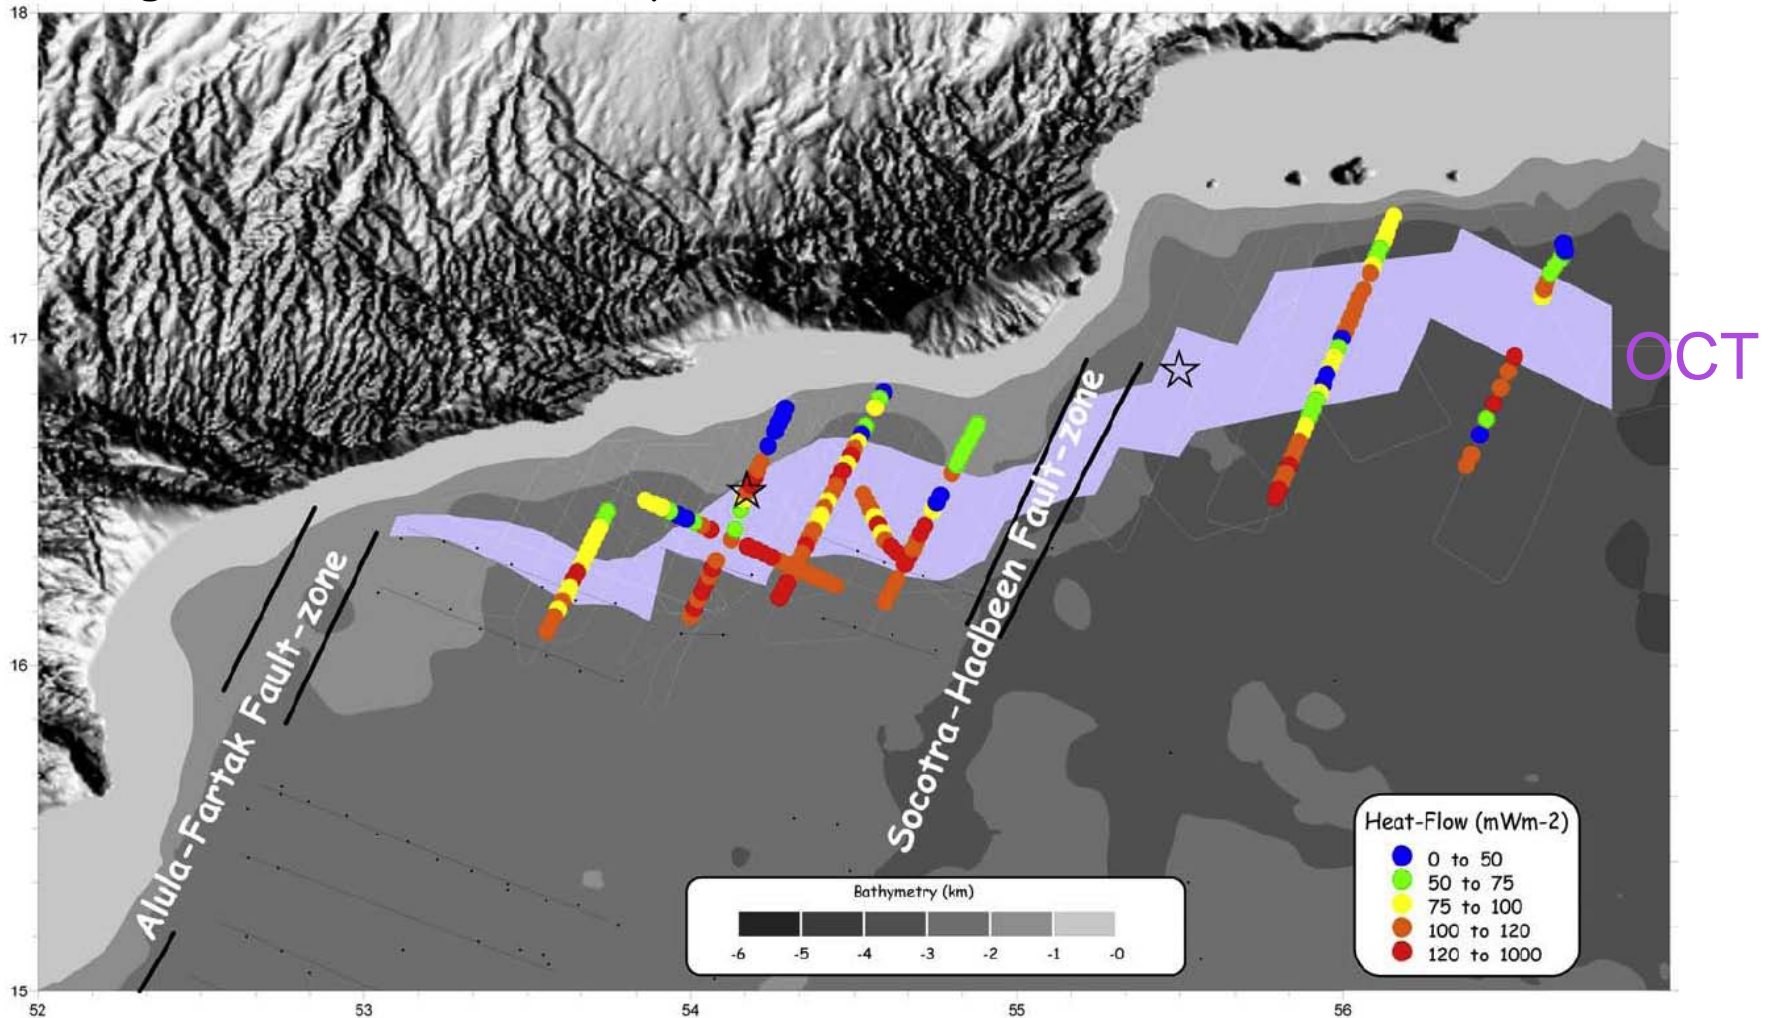 18
17
16
15
52
53
54
55
56
OCT
Alula-Fartak Fault-zone
Socotra-Hadbeen Fault-zone
Bathymetry (km)
-6 -5 -4 -3 -2 -1 -0
Heat-Flow (mWm-2)
0 to 50
50 to 75
75 to 100
100 to 120
120 to 1000